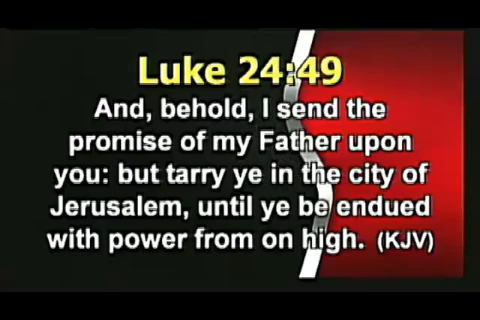 Luke 24:49
And, behold, I send the
promise of my Father upon
you: but tarry ye in the city of
Jerusalem, until ye be endued
with power from on high. (KJV)